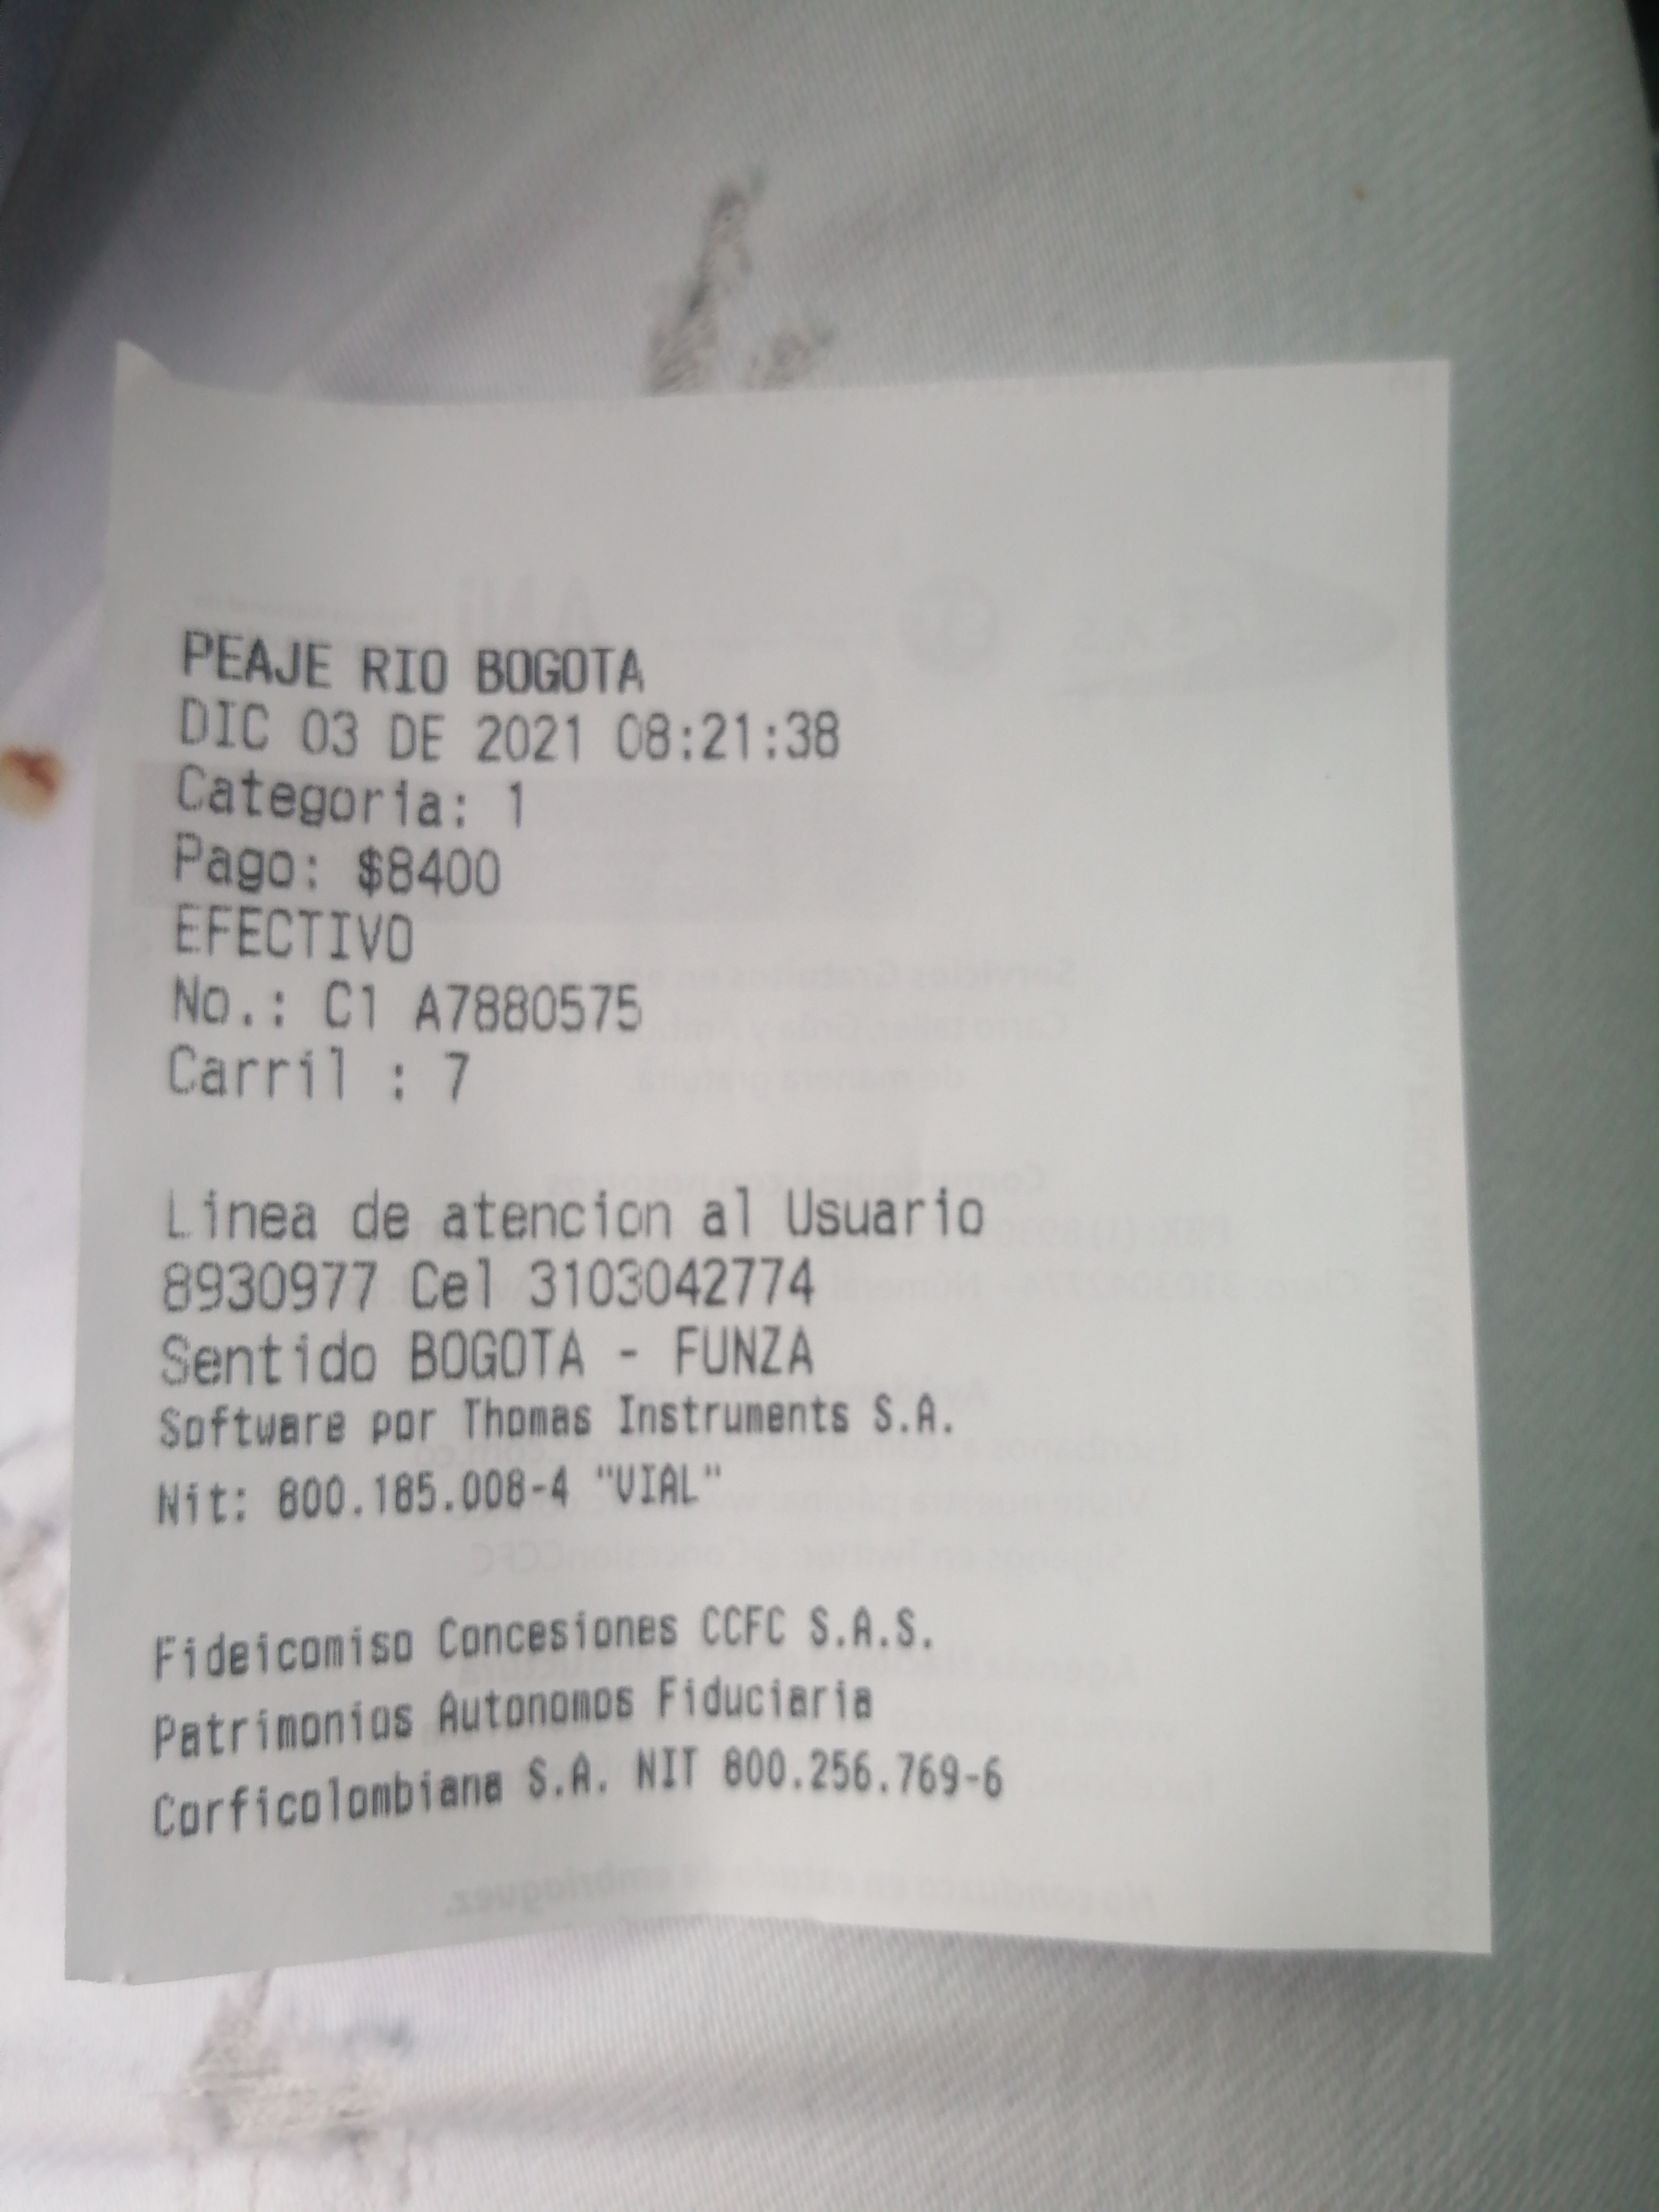 PEAJE RIO BOGOTA
DIC 03 DE 2021 08:21:38
Categoria: 1
Pago: $8400
EFECTIVO
No.: C1 A7880575
Carril : 7
Linea de atencion al Usuario
8930977 Cel 3103042774
Sentido BOGOTA - FUNZA
Software por Thomas Instruments S.A.
Nit: 800.185.008-4 "VIAL"
Fideicomiso Concesiones CCFC S.A.S.
Patrimonios Autonomos Fiduciaria
Corficolombiana S.A. NIT 800.256.769-6